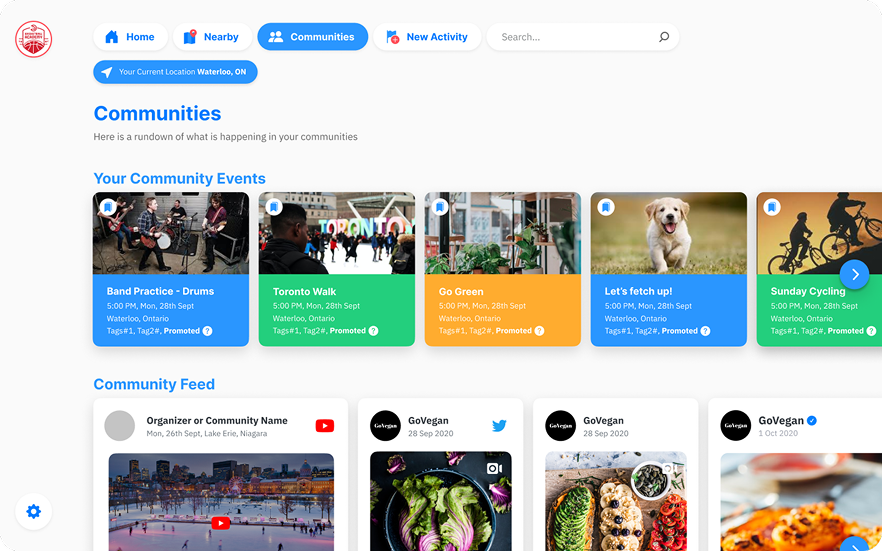 Home
Nearby
Communities
New Activity
Search...
Your Current Location Waterloo, ON
Communities
Here is a rundown of what is happening in your communities
Your Community Events
Band Practice - Drums
5:00 PM, Mon, 28th Sept
Waterloo, Ontario
Tags#1, Tag2#, Promoted ?
TORONTO
Toronto Walk
5:00 PM, Mon, 28th Sept
Waterloo, Ontario
Tags#1, Tag2#, Promoted ?
Go Green
5:00 PM, Mon, 28th Sept
Waterloo, Ontario
Tags#1, Tag2#, Promoted ?
Let's fetch up!
5:00 PM, Mon, 28th Sept
Waterloo, Ontario
Tags#1, Tag2#, Promoted ?
Sunday Cycling
5:00 PM, Mon, 28th Sept
Waterloo, Ontario
Tags#1, Tag2#, Promoted ?
Community Feed
Organizer or Community Name
Mon, 26th Sept, Lake Erie, Niagara
GoVegan
GoVegan
28 Sep 2020
GoVegan
GoVegan
28 Sep 2020
GoVegan
GoVegan
1 Oct 2020